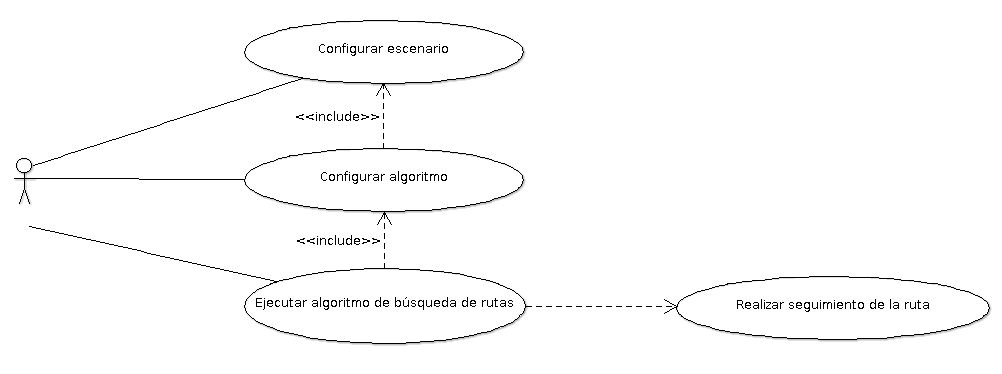 Configurar escenario
<<include>>
Configurar algoritmo
<<include>>
Ejecutar algoritmo de búsqueda de rutas
Realizar seguimiento de la ruta